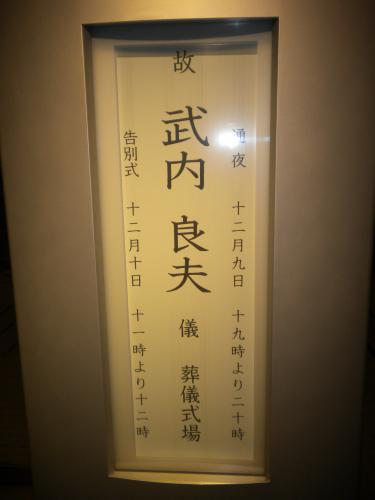 通夜 十二月九日 十九時より二十時
故 武内 良夫 儀 葬儀式場
告別式 十二月十日 十一時より十二時